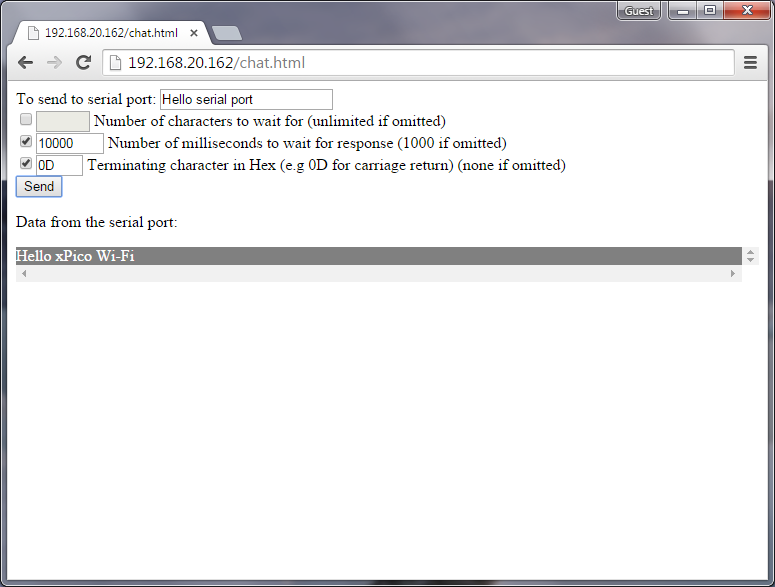 Guest
192.168.20.162/chat.html
192.168.20.162/chat.html
To send to serial port: Hello serial port
Number of characters to wait for (unlimited if omitted)
10000 Number of milliseconds to wait for response (1000 if omitted)
0D Terminating character in Hex (e.g 0D for carriage return) (none if omitted)
Send
Data from the serial port:
Hello xPico Wi-Fi